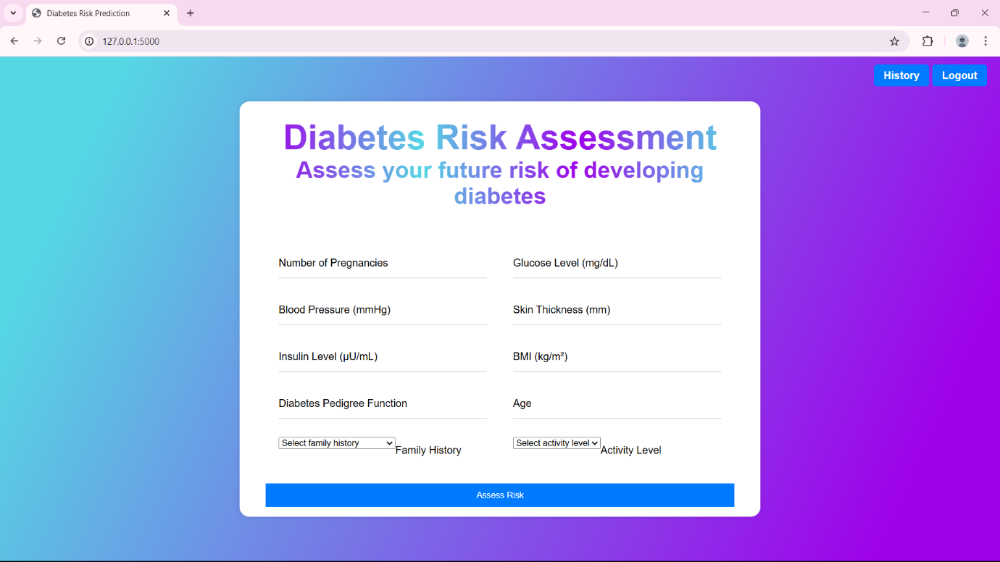 Diabetes Risk Prediction
127.0.0.1:5000
History Logout
Diabetes Risk Assessment
Assess your future risk of developing
diabetes
Number of Pregnancies Glucose Level (mg/dL)
Blood Pressure (mmHg) Skin Thickness (mm)
Insulin Level (μU/mL) BMI (kg/m²)
Diabetes Pedigree Function Age
Select family history Family History Select activity level Activity Level
Assess Risk